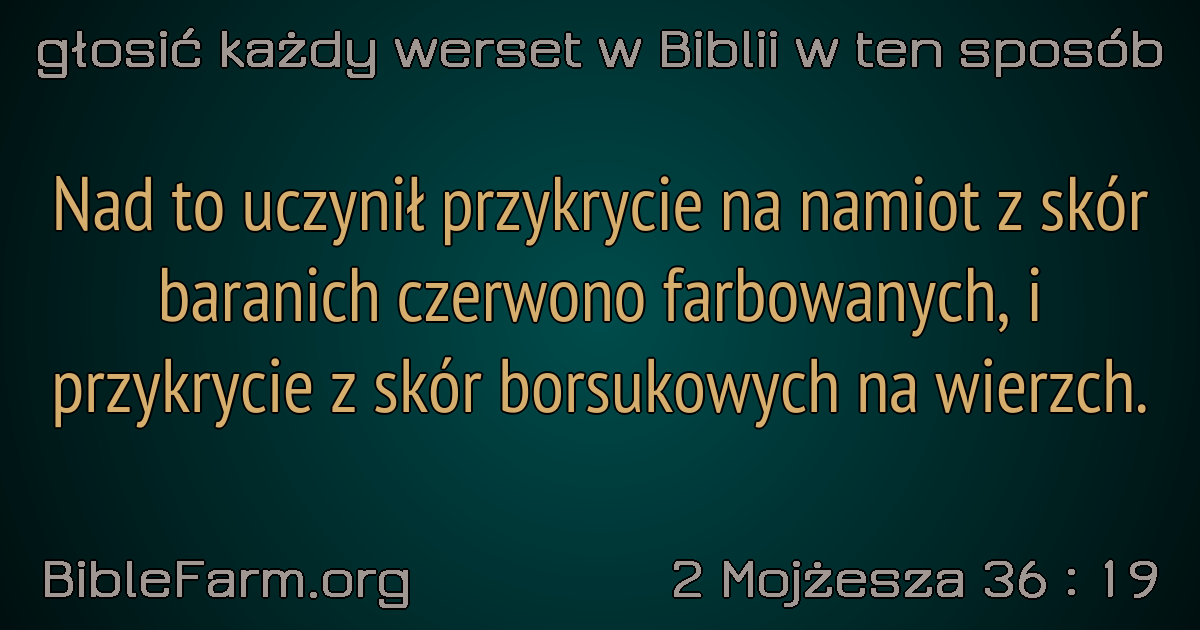 głosić każdy werset w Biblii w ten sposób
Nad to uczynił przykrycie na namiot z skór
baranich czerwono farbowanych, i
przykrycie z skór borsukowych na wierzch.
BibleFarm.org
2 Mojżesza 36 : 19